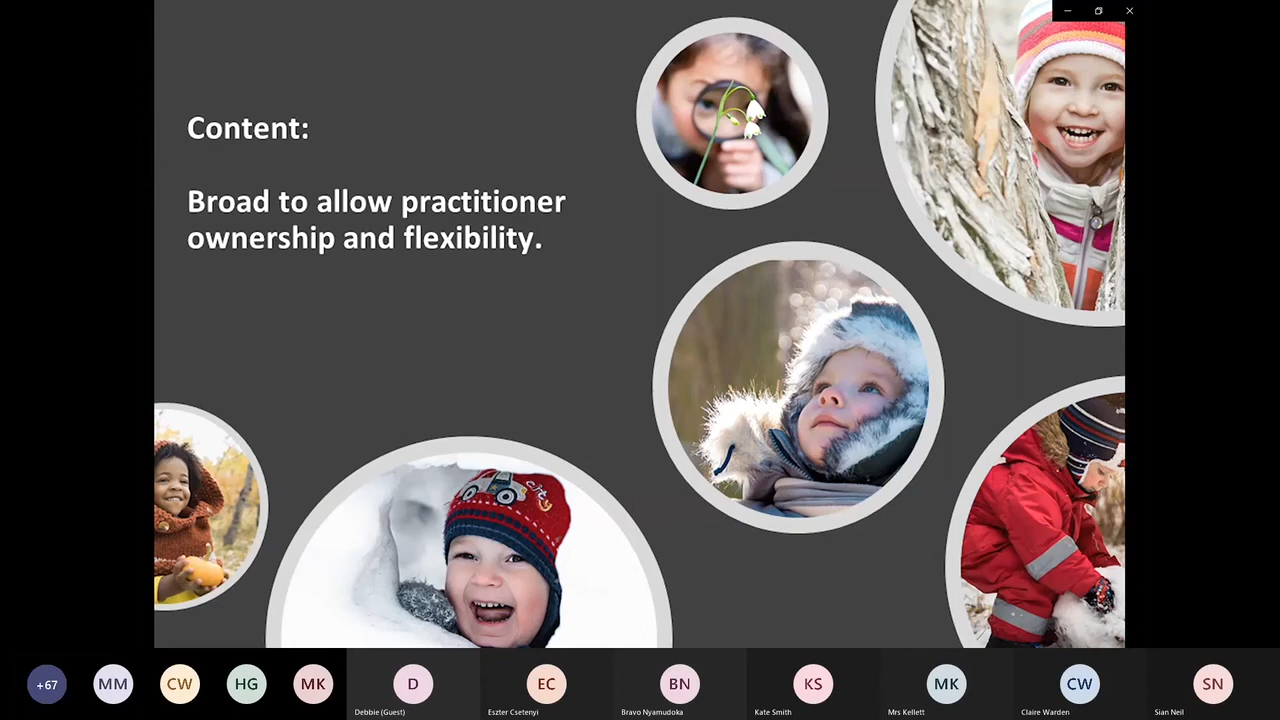 Content:
Broad to allow practitioner
ownership and flexibility.
city
+67
MM
CW
HG
MK
D
EC
BN
KS
MK
CW
SN
Debbie (Guest)
Eszter Csetenyi
Bravo Nyamudoka
Kate Smith
Mrs Kellett
Claire Warden
Sian Neil